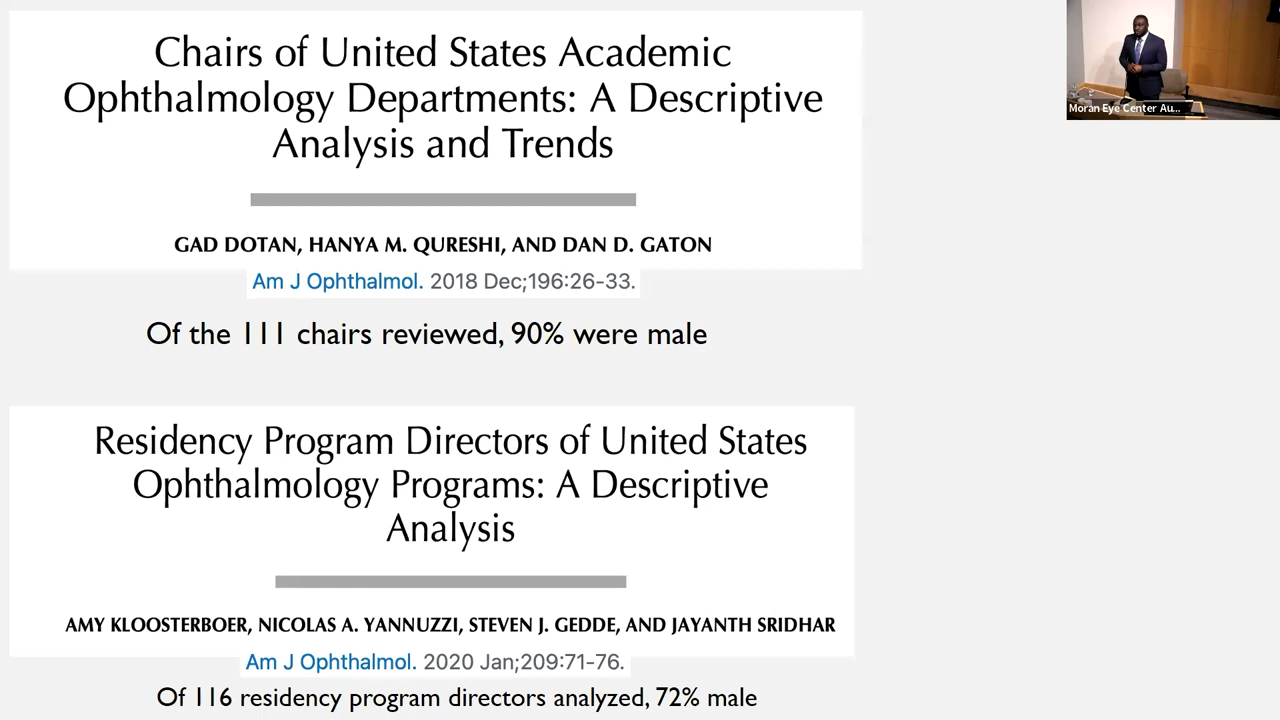 Chairs of United States Academic
Ophthalmology Departments: A Descriptive
Analysis and Trends
GAD DOTAN, HANYA M. QURESHI, AND DAN D. GATON
Am J Ophthalmol. 2018 Dec;196:26-33.
Of the 111 chairs reviewed, 90% were male
Residency Program Directors of United States
Ophthalmology Programs: A Descriptive
Analysis
AMY KLOOSTERBOER, NICOLAS A. YANNUZZI, STEVEN J. GEDDE, AND JAYANTH SRIDHAR
Am J Ophthalmol. 2020 Jan;209:71-76.
Of 116 residency program directors analyzed, 72% male
Moran Eye Center Au...